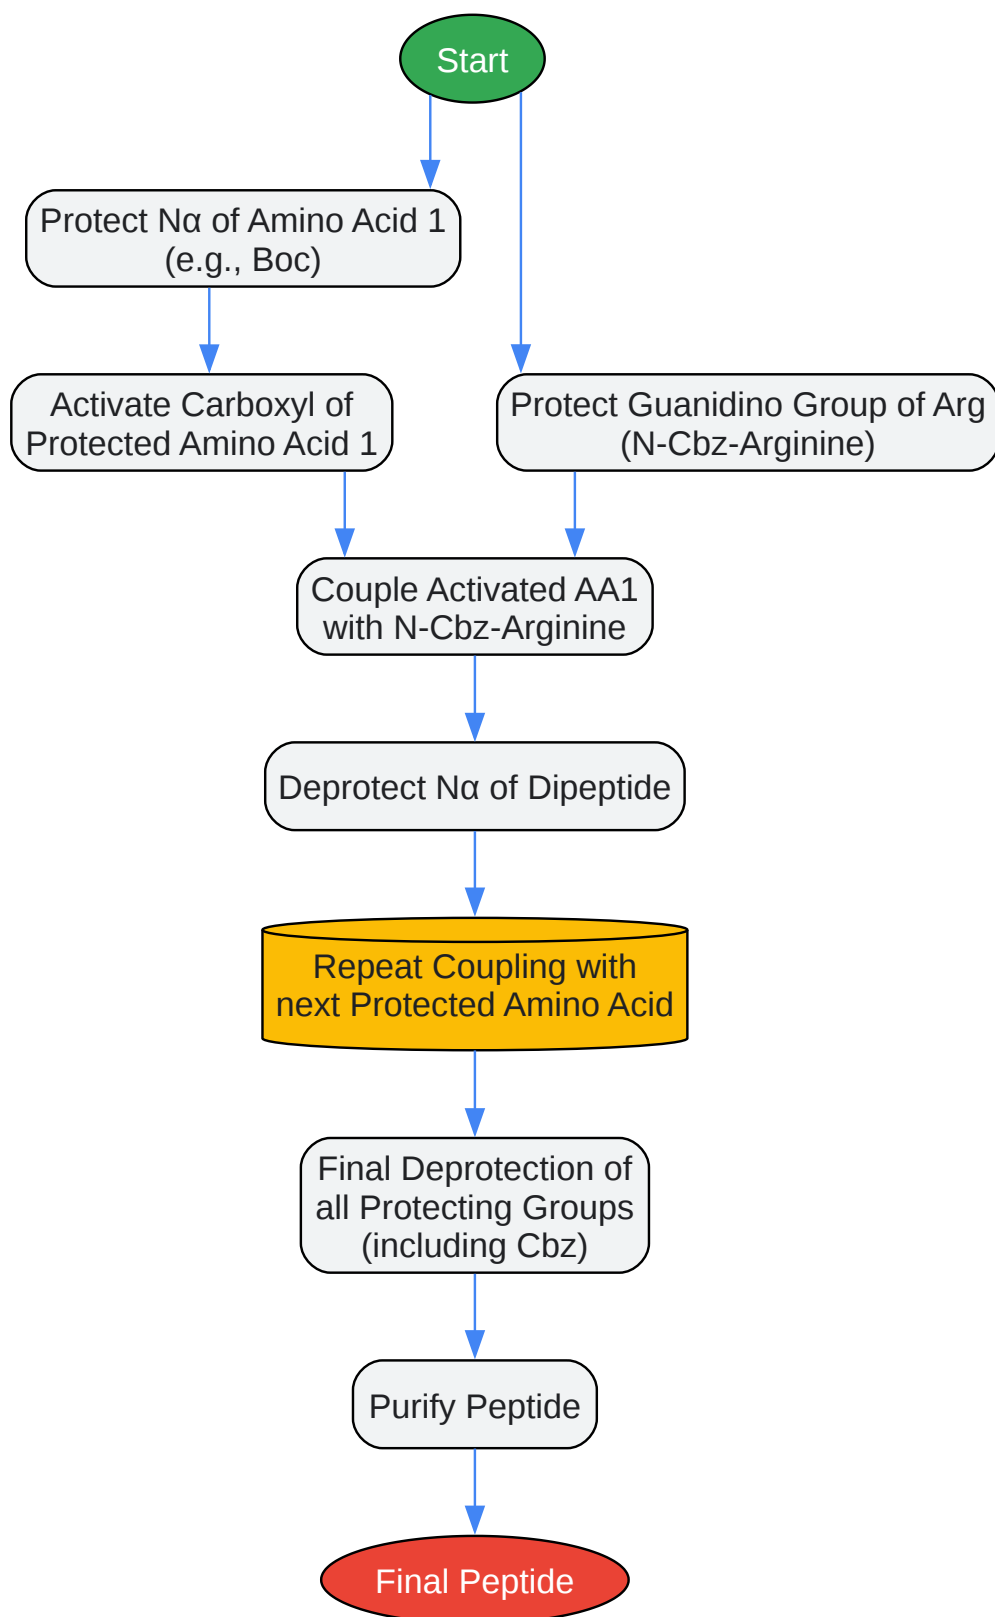 Start
Protect Nα of Amino Acid 1
(e.g., Boc)
Activate Carboxyl of
Protected Amino Acid 1
Protect Guanidino Group of Arg
(N-Cbz-Arginine)
Couple Activated AA1
with N-Cbz-Arginine
Deprotect Nα of Dipeptide
Repeat Coupling with
next Protected Amino Acid
Final Deprotection of
all Protecting Groups
(including Cbz)
Purify Peptide
Final Peptide